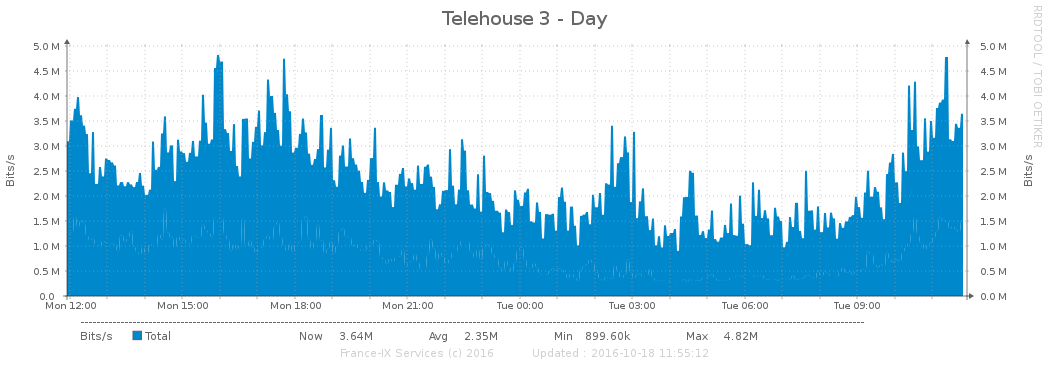 Telehouse 3 - Day
RRDTOOL / TOBI OETIKER
Bits/s
Bits/s
5.0 M 5.0 M
4.5 M 4.5 M
4.0 M 4.0 M
3.5 M 3.5 M
3.0 M 3.0 M
2.5 M 2.5 M
2.0 M 2.0 M
1.5 M 1.5 M
1.0 M 1.0 M
0.5 M 0.5 M
0.0 0.0 M
Mon 12:00 Mon 15:00 Mon 18:00 Mon 21:00 Tue 00:00 Tue 03:00 Tue 06:00 Tue 09:00
Bits/s Total Now 3.64M Avg 2.35M Min 899.60k Max 4.82M
France-IX Services (c) 2016 Updated : 2016-10-18 11:55:12